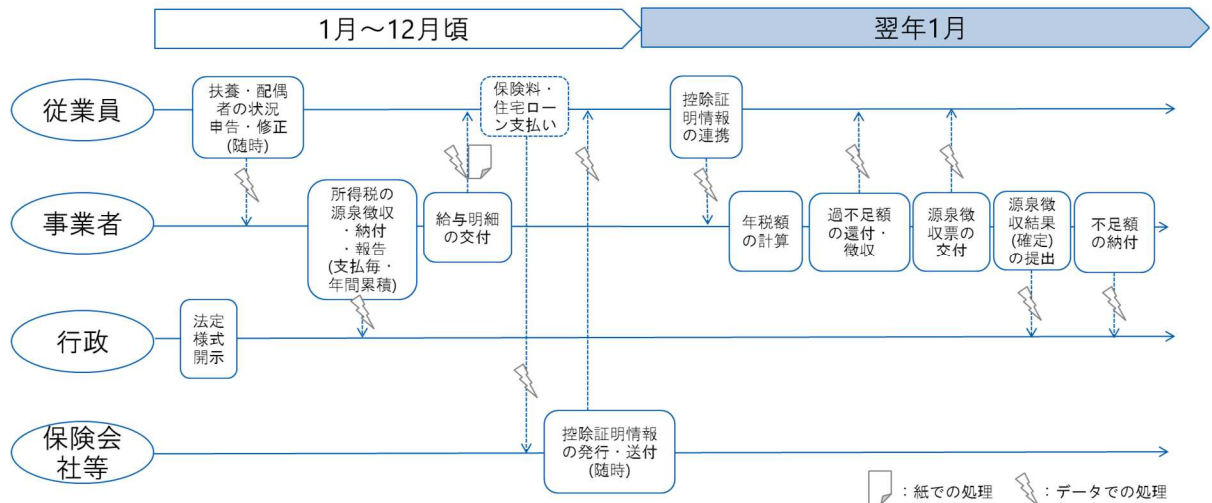 1月～12月頃
翌年1月
従業員
扶養・配偶
者の状況
申告・修正
(随時)
保険料・
住宅ロー
ン支払い
控除証
明情報
の連携
事業者
所得税の
源泉徴収
・納付
・報告
(支払毎・
年間累積)
給与明細
の交付
年税額
の計算
過不足額
の還付・
徴収
源泉徴
収票の
交付
源泉徴
収結果
(確定)
の提出
不足額
の納付
行政
法定
様式
開示
保険会
社等
控除証明情報
の発行・送付
(随時)
：紙での処理
：データでの処理